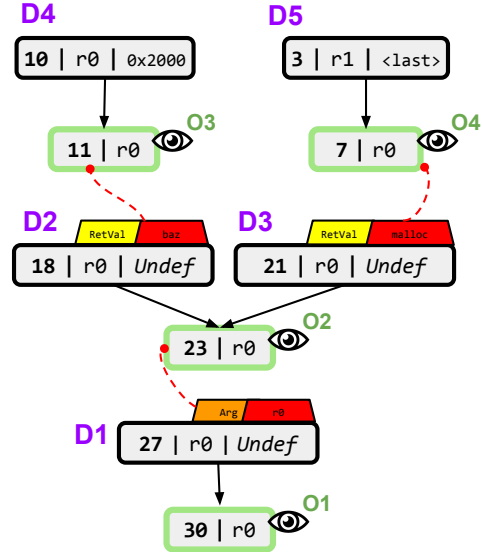 D4
D5
10 | r0 | 0x2000
3 | r1 | <last>
O3
O4
11 | r0
7 | r0
D2
D3
RetVal baz
RetVal malloc
18 | r0 | Undef
21 | r0 | Undef
O2
23 | r0
Arg r0
D1
27 | r0 | Undef
O1
30 | r0